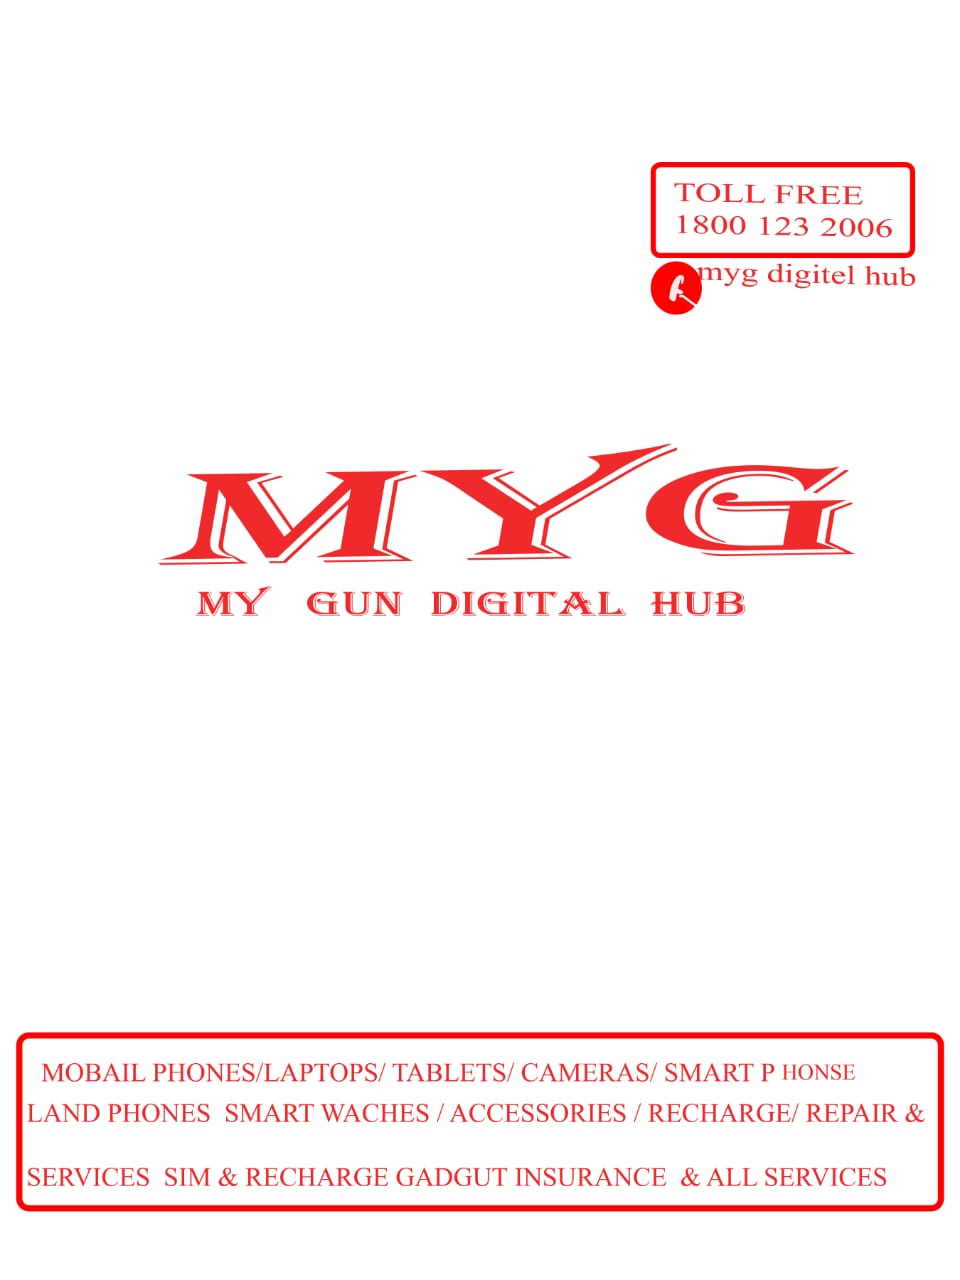 TOLL FREE
1800 123 2006
myg digitel hub
MYG
MY GUN DIGITAL HUB
MOBAIL PHONES/LAPTOPS/ TABLETS/ CAMERAS/ SMART P HONSE
LAND PHONES SMART WACHES / ACCESSORIES / RECHARGE/ REPAIR &
SERVICES SIM & RECHARGE GADGUT INSURANCE & ALL SERVICES